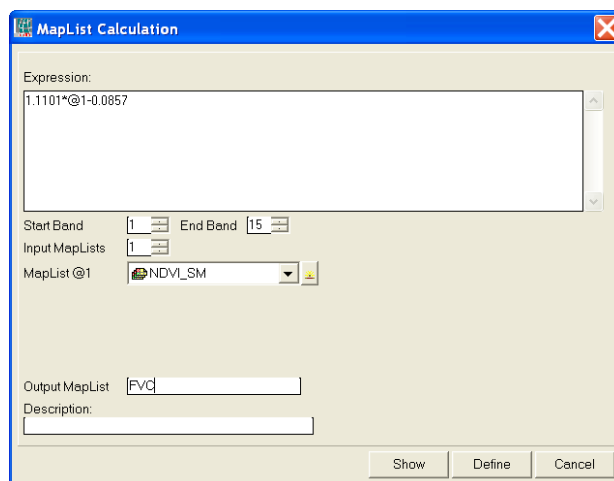 MapList Calculation
Expression:
1.1101*@1-0.0857
Start Band 1 End Band 15
Input MapLists 1
MapList @1 NDVI_SM
Output MapList FVC
Description:
Show Define Cancel